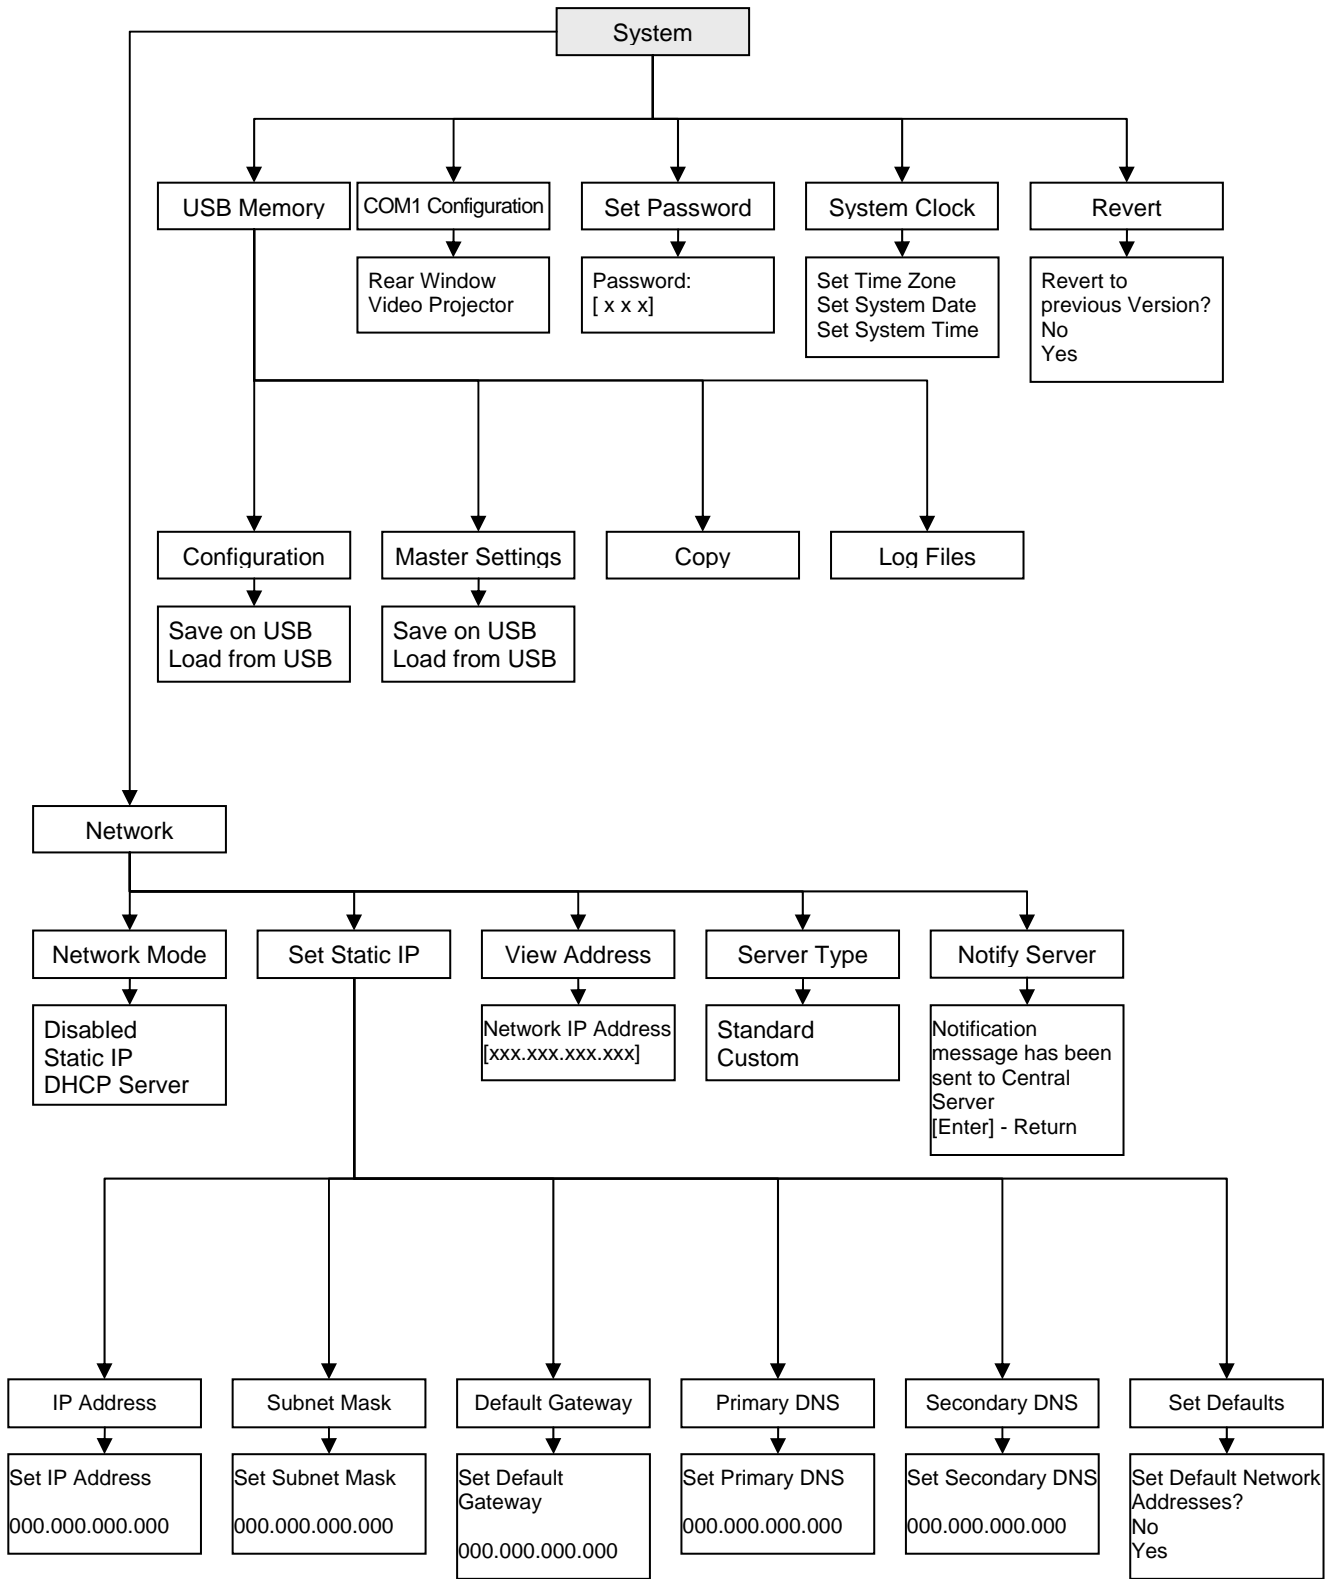 System
USB Memory
COM1 Configuration
Set Password
System Clock
Revert
Rear Window
Video Projector
Password:
[ x x x]
Set Time Zone
Set System Date
Set System Time
Revert to
previous Version?
No
Yes
Configuration
Master Settings
Copy
Log Files
Save on USB
Load from USB
Save on USB
Load from USB
Network
Network Mode
Set Static IP
View Address
Server Type
Notify Server
Disabled
Static IP
DHCP Server
Network IP Address
[xxx.xxx.xxx.xxx]
Standard
Custom
Notification
message has been
sent to Central
Server
[Enter] - Return
IP Address
Subnet Mask
Default Gateway
Primary DNS
Secondary DNS
Set Defaults
Set IP Address
000.000.000.000
Set Subnet Mask
000.000.000.000
Set Default
Gateway
000.000.000.000
Set Primary DNS
000.000.000.000
Set Secondary DNS
000.000.000.000
Set Default Network
Addresses?
No
Yes